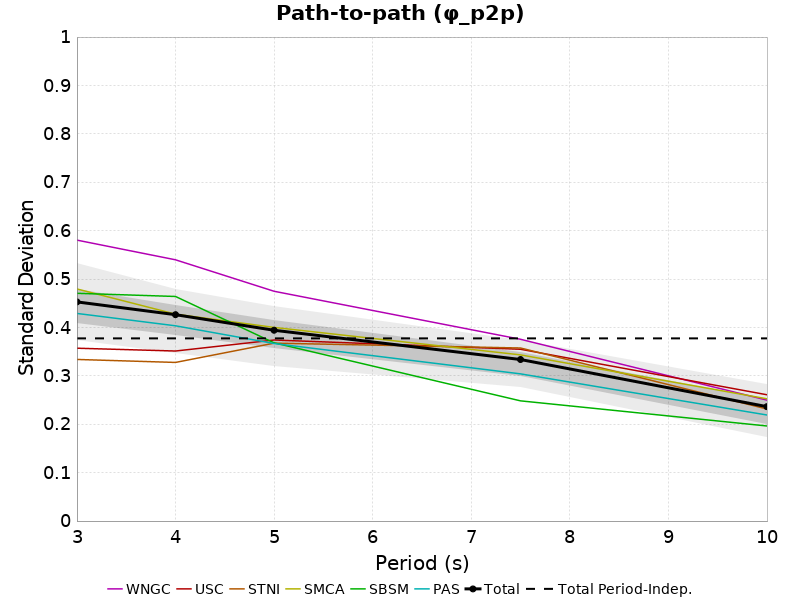 Path-to-path (φ_p2p)
1
0.9
0.8
0.7
0.6
0.5
0.4
0.3
0.2
0.1
0
Standard Deviation
3 4 5 6 7 8 9 10
Period (s)
WNGC USC STNI SMCA SBSM PAS Total Total Period-Indep.